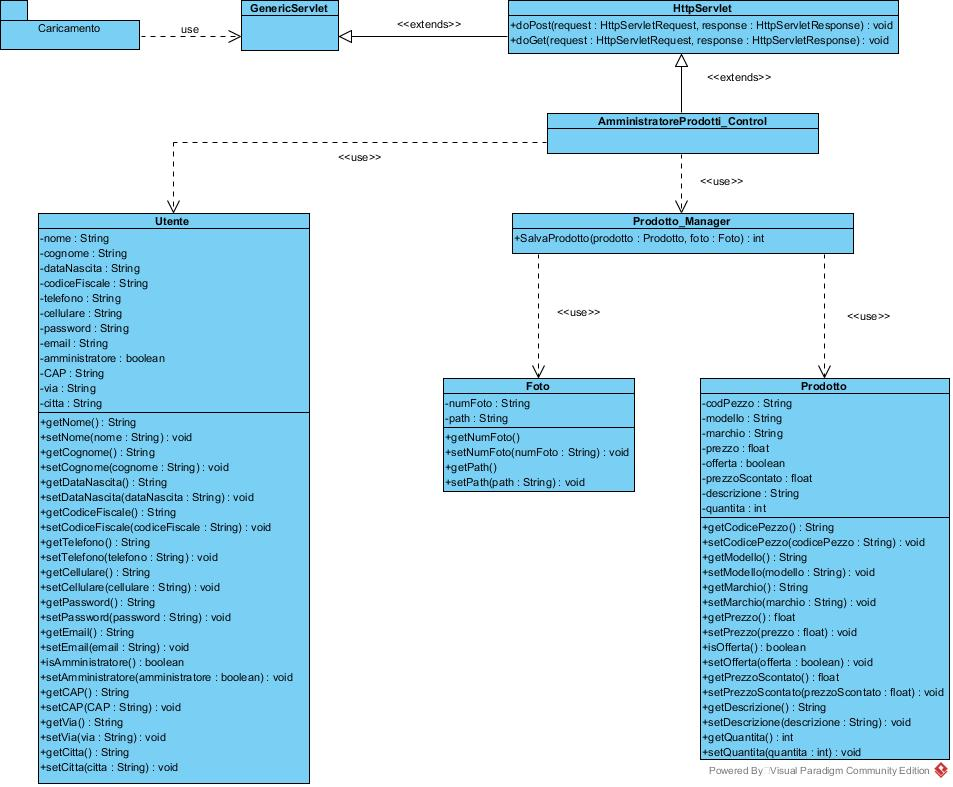 Caricamento
use
GenericServlet
<<extends>>
HttpServlet
+doPost(request : HttpServletRequest, response : HttpServletResponse) : void
+doGet(request : HttpServletRequest, response : HttpServletResponse) : void
<<extends>>
AmministratoreProdotti_Control
<<use>>
<<use>>
Utente
-nome : String
-cognome : String
-dataNascita : String
-codiceFiscale : String
-telefono : String
-cellulare : String
-password : String
-email : String
-amministratore : boolean
-CAP : String
-via : String
-citta : String
+getNome() : String
+setNome(nome : String) : void
+getCognome() : String
+setCognome(cognome : String) : void
+getDataNascita() : String
+setDataNascita(dataNascita : String) : void
+getCodiceFiscale() : String
+setCodiceFiscale(codiceFiscale : String) : void
+getTelefono() : String
+setTelefono(telefono : String) : void
+getCellulare() : String
+setCellulare(cellulare : String) : void
+getPassword() : String
+setPassword(password : String) : void
+getEmail() : String
+setEmail(email : String) : void
+isAmministratore() : boolean
+setAmministratore(amministratore : boolean) : void
+getCAP() : String
+setCAP(CAP : String) : void
+getVia() : String
+setVia(via : String) : void
+getCitta() : String
+setCitta(citta : String) : void
Prodotto_Manager
+SalvaProdotto(prodotto : Prodotto, foto : Foto) : int
<<use>>
<<use>>
Foto
-numFoto : String
-path : String
+getNumFoto()
+setNumFoto(numFoto : String) : void
+getPath()
+setPath(path : String) : void
Prodotto
-codPezzo : String
-modello : String
-marchio : String
-prezzo : float
-offerta : boolean
-prezzoScontato : float
-descrizione : String
-quantita : int
+getCodicePezzo() : String
+setCodicePezzo(codicePezzo : String) : void
+getModello() : String
+setModello(modello : String) : void
+getMarchio() : String
+setMarchio(marchio : String) : void
+getPrezzo() : float
+setPrezzo(prezzo : float) : void
+isOfferta() : boolean
+setOfferta(offerta : boolean) : void
+getPrezzoScontato() : float
+setPrezzoScontato(prezzoScontato : float) : void
+getDescrizione() : String
+setDescrizione(descrizione : String) : void
+getQuantita() : int
+setQuantita(quantita : int) : void
Powered By Visual Paradigm Community Edition